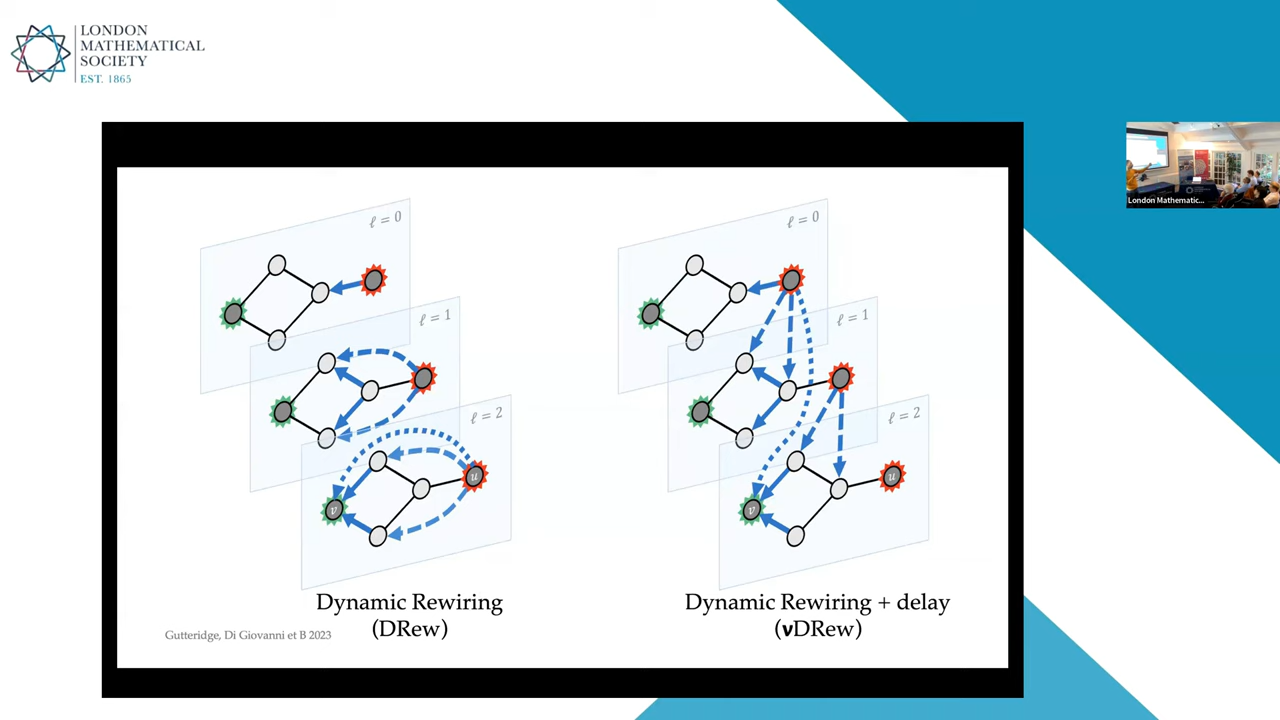 LONDON
MATHEMATICAL
SOCIETY
EST. 1865
ℓ = 0
ℓ = 1
ℓ = 2
u
v
Dynamic Rewiring
(DRew)
Gutteridge, Di Giovanni et B 2023
ℓ = 0
ℓ = 1
ℓ = 2
u
v
Dynamic Rewiring + delay
(νDRew)
London Mathematic...